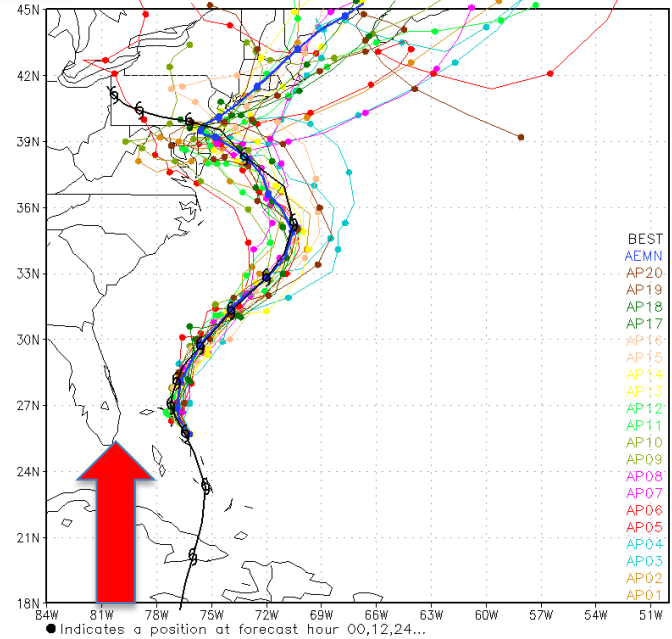 45N
42N
39N
36N
33N
30N
27N
24N
21N
18N
BEST
AEMN
AP20
AP19
AP18
AP17
AP16
AP15
AP14
AP13
AP12
AP11
AP10
AP09
AP08
AP07
AP06
AP05
AP04
AP03
AP02
AP01
84W 81W 78W 75W 72W 69W 66W 63W 60W 57W 54W 51W
Indicates a position at forecast hour 00,12,24...